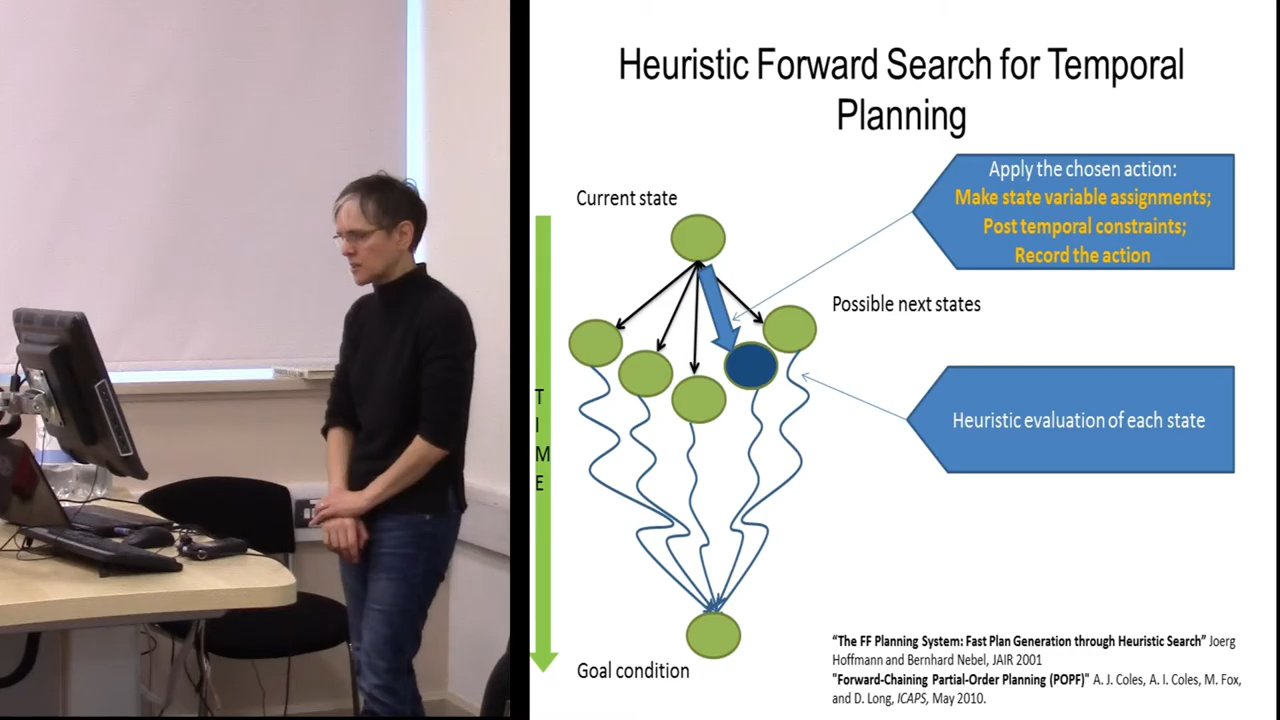 Heuristic Forward Search for Temporal
Planning
Current state
Apply the chosen action:
Make state variable assignments;
Post temporal constraints;
Record the action
Possible next states
Heuristic evaluation of each state
T
I
M
E
Goal condition
“The FF Planning System: Fast Plan Generation through Heuristic Search” Joerg
Hoffmann and Bernhard Nebel, JAIR 2001
"Forward-Chaining Partial-Order Planning (POPF)" A. J. Coles, A. I. Coles, M. Fox,
and D. Long, ICAPS, May 2010.